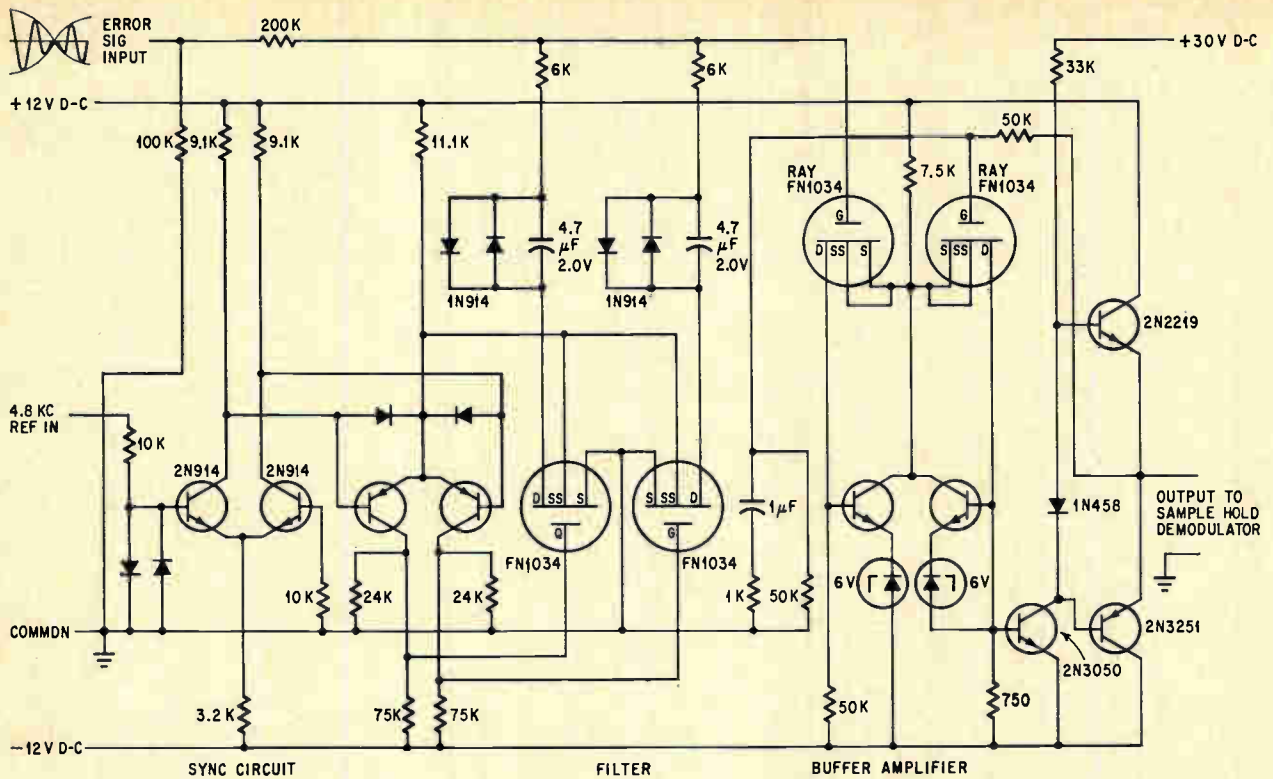 ERROR
SIG
INPUT
200K
6K
6K
+30V D-C
33K
+12V D-C
100K
9.1K
9.1K
11.1K
50K
7.5K
RAY
FN1034
RAY
FN1034
G
G
D SS S
S SS D
4.7
μF
2.0V
4.7
μF
2.0V
1N914
1N914
2N2219
4.8 KC
REF IN
10K
2N914
2N914
D SS S
S SS D
G
G
FN1034
FN1034
1μF
1N458
OUTPUT TO
SAMPLE HOLD
DEMODULATOR
10K
24K
24K
1K
50K
6V
6V
COMMON
2N3251
2N3050
3.2K
75K
75K
50K
750
-12V D-C
SYNC CIRCUIT
FILTER
BUFFER AMPLIFIER